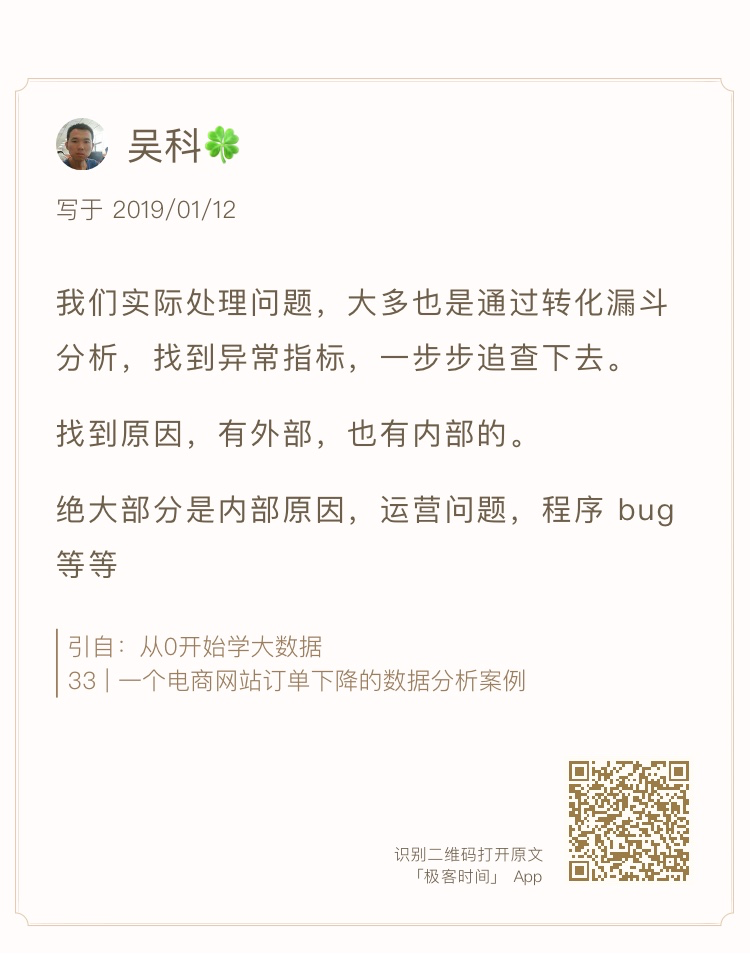 吴科🍀
写于 2019/01/12
我们实际处理问题，大多也是通过转化漏斗
分析，找到异常指标，一步步追查下去。
找到原因，有外部，也有内部的。
绝大部分是内部原因，运营问题，程序 bug
等等
引自：从0开始学大数据
33 | 一个电商网站订单下降的数据分析案例
识别二维码打开原文
「极客时间」 App